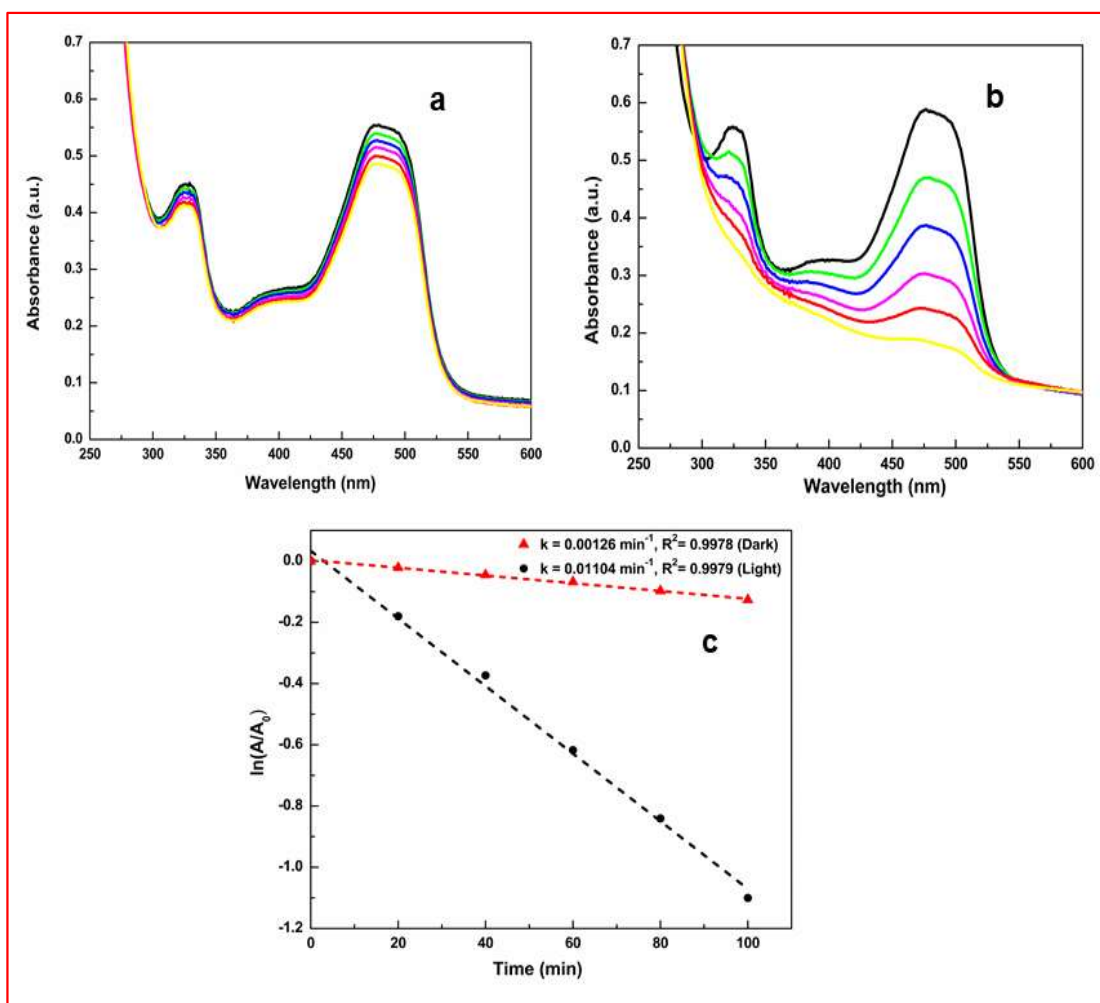 a
0.7
0.6
0.5
0.4
0.3
0.2
0.1
0.0
Absorbance (a.u.)
250 300 350 400 450 500 550 600
Wavelength (nm)
b
0.7
0.6
0.5
0.4
0.3
0.2
0.1
0.0
Absorbance (a.u.)
250 300 350 400 450 500 550 600
Wavelength (nm)
k = 0.00126 min⁻¹, R²= 0.9978 (Dark)
k = 0.01104 min⁻¹, R²= 0.9979 (Light)
c
0.0
-0.2
-0.4
-0.6
-0.8
-1.0
-1.2
ln(A/A₀)
0 20 40 60 80 100
Time (min)